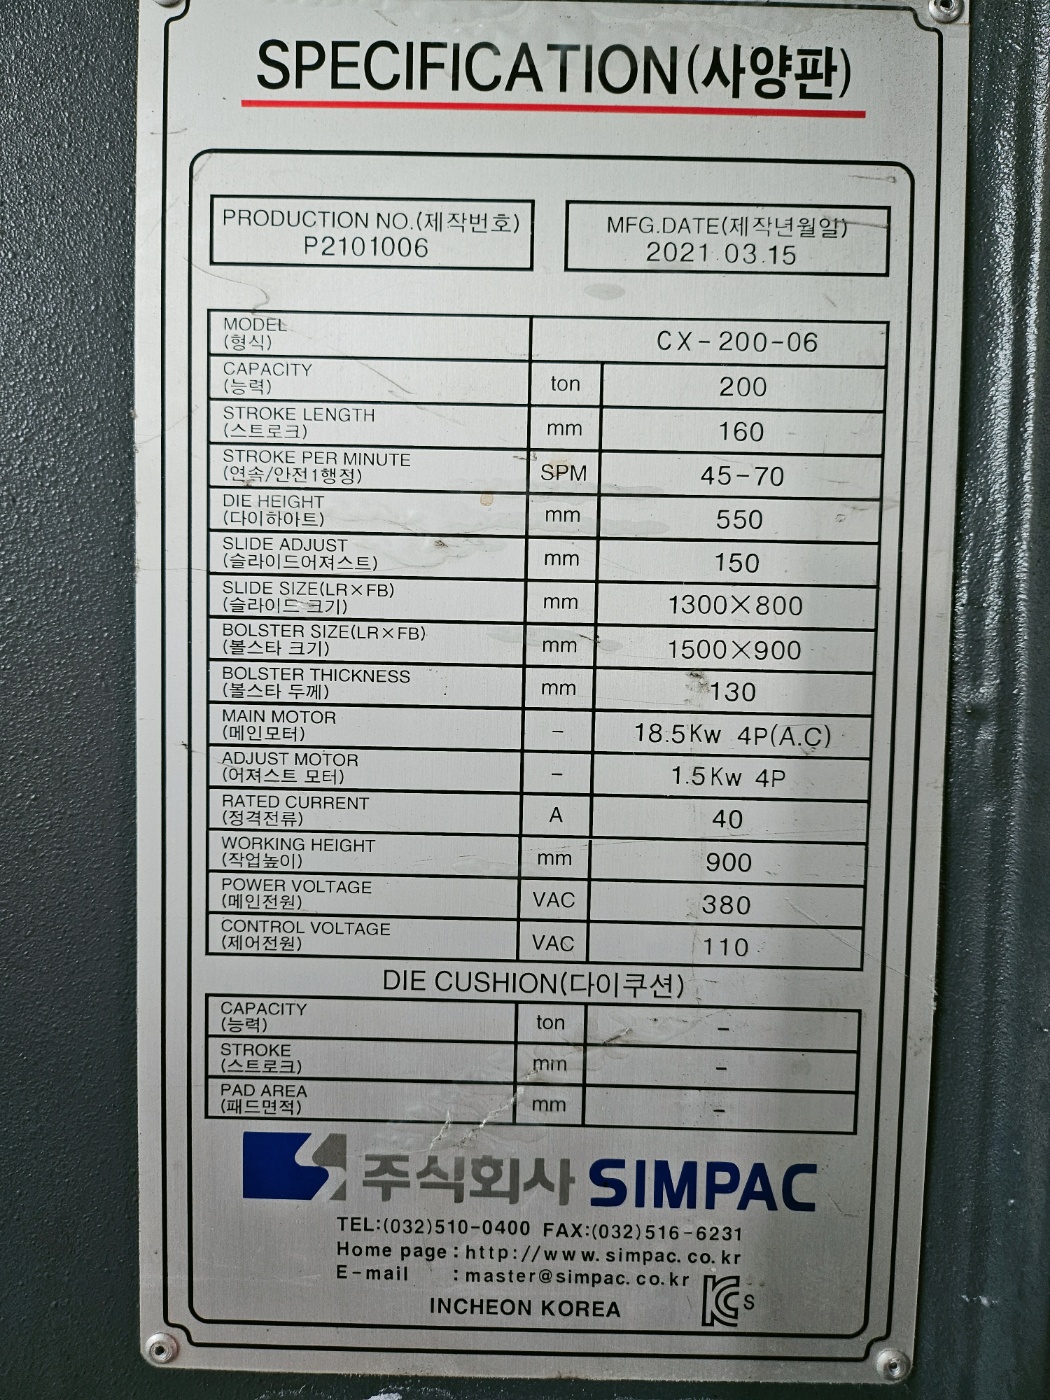 SPECIFICATION(사양판)
PRODUCTION NO.(제작번호)
P2101006
MFG.DATE(제작년월일)
2021.03.15
MODEL
(형식)
CX-200-06
CAPACITY
(능력)
ton
200
STROKE LENGTH
(스트로크)
mm
160
STROKE PER MINUTE
(연속/안전1행정)
SPM
45-70
DIE HEIGHT
(다이하아트)
mm
550
SLIDE ADJUST
(슬라이드어져스트)
mm
150
SLIDE SIZE(LR×FB)
(슬라이드 크기)
mm
1300×800
BOLSTER SIZE(LR×FB)
(볼스타 크기)
mm
1500×900
BOLSTER THICKNESS
(볼스타 두께)
mm
130
MAIN MOTOR
(메인모터)
-
18.5Kw 4P(A.C)
ADJUST MOTOR
(어져스트 모터)
-
1.5Kw 4P
RATED CURRENT
(정격전류)
A
40
WORKING HEIGHT
(작업높이)
mm
900
POWER VOLTAGE
(메인전원)
VAC
380
CONTROL VOLTAGE
(제어전원)
VAC
110
DIE CUSHION(다이쿠션)
CAPACITY
(능력)
ton
-
STROKE
(스트로크)
mm
-
PAD AREA
(패드면적)
mm
-
주식회사 SIMPAC
TEL:(032)510-0400 FAX:(032)516-6231
Home page : http://www.simpac.co.kr
E-mail : master@simpac.co.kr
INCHEON KOREA
KCs